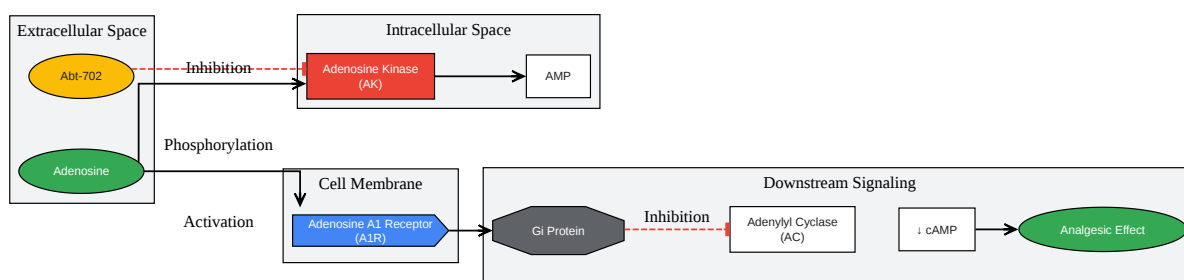 Extracellular Space
Intracellular Space
Abt-702
Inhibition
Adenosine Kinase
(AK)
AMP
Phosphorylation
Adenosine
Cell Membrane
Downstream Signaling
Activation
Adenosine A1 Receptor
(A1R)
Gi Protein
Inhibition
Adenylyl Cyclase
(AC)
↓ cAMP
Analgesic Effect